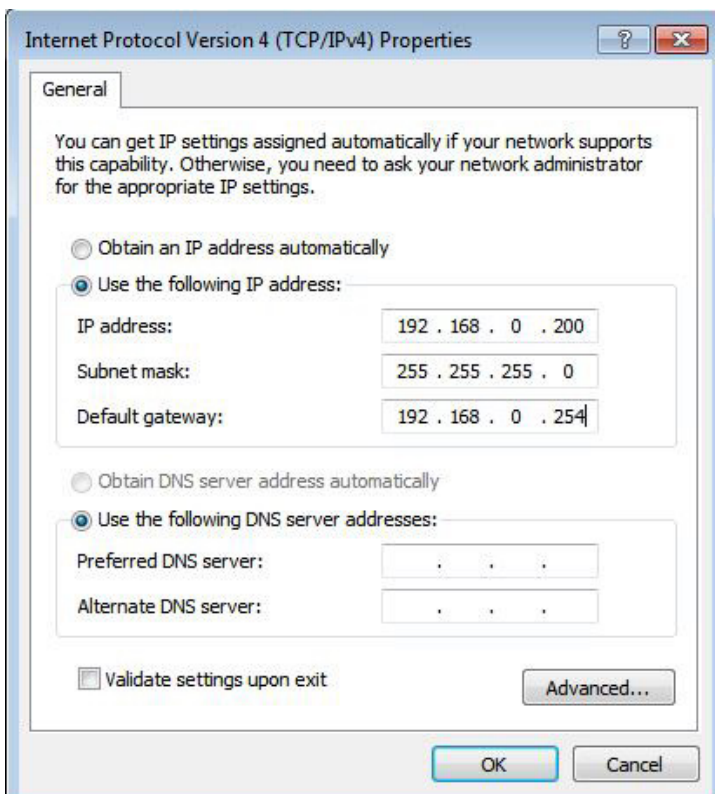 Internet Protocol Version 4 (TCP/IPv4) Properties
General
You can get IP settings assigned automatically if your network supports
this capability. Otherwise, you need to ask your network administrator
for the appropriate IP settings.
Obtain an IP address automatically
Use the following IP address:
IP address: 192 . 168 . 0 . 200
Subnet mask: 255 . 255 . 255 . 0
Default gateway: 192 . 168 . 0 . 254
Obtain DNS server address automatically
Use the following DNS server addresses:
Preferred DNS server: . . .
Alternate DNS server: . . .
Validate settings upon exit
Advanced...
OK Cancel